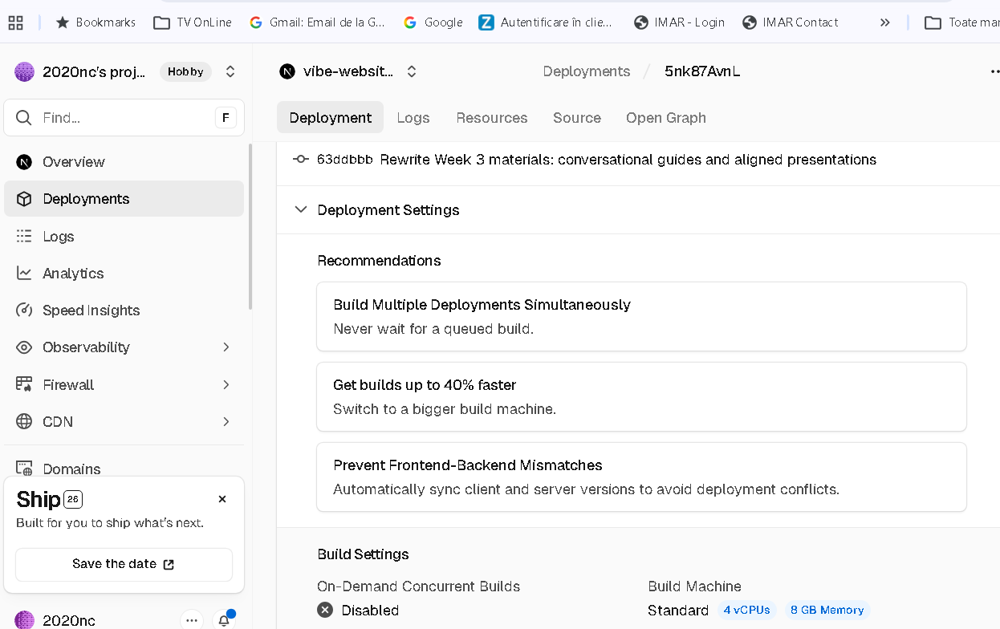 Bookmarks TV OnLine Gmail: Email de la G... Google Autentificare în clie... IMAR - Login IMAR Contact » Toate mar
2020nc's proj... Hobby
vibe-websit... Deployments / 5nk87AvnL
Find... F
Deployment Logs Resources Source Open Graph
Overview
Deployments
Logs
Analytics
Speed Insights
Observability
Firewall
CDN
Domains
Ship 26
Built for you to ship what's next.
Save the date
2020nc
63ddbbb Rewrite Week 3 materials: conversational guides and aligned presentations
Deployment Settings
Recommendations
Build Multiple Deployments Simultaneously
Never wait for a queued build.
Get builds up to 40% faster
Switch to a bigger build machine.
Prevent Frontend-Backend Mismatches
Automatically sync client and server versions to avoid deployment conflicts.
Build Settings
On-Demand Concurrent Builds Build Machine
Disabled Standard 4 vCPUs 8 GB Memory